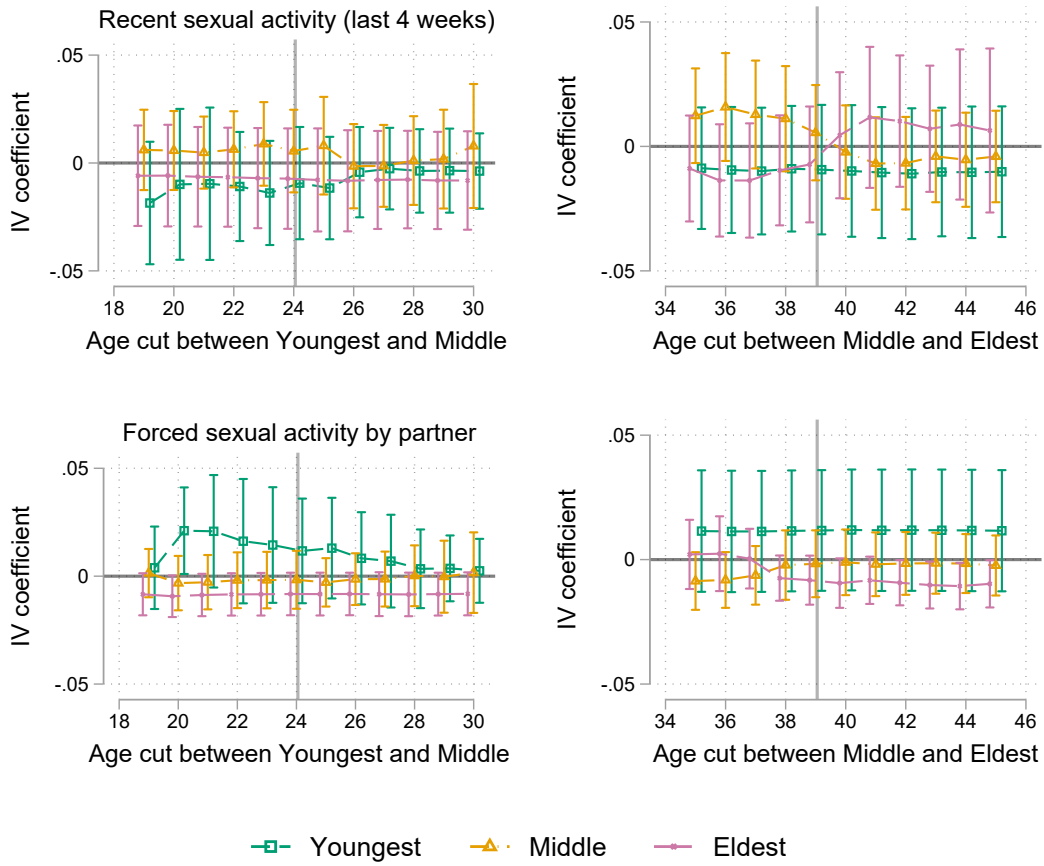 Recent sexual activity (last 4 weeks)
IV coefficient
.05
0
-.05
18 20 22 24 26 28 30
Age cut between Youngest and Middle
IV coefficient
.05
0
-.05
34 36 38 40 42 44 46
Age cut between Middle and Eldest
Forced sexual activity by partner
IV coefficient
.05
0
-.05
18 20 22 24 26 28 30
Age cut between Youngest and Middle
IV coefficient
.05
0
-.05
34 36 38 40 42 44 46
Age cut between Middle and Eldest
Youngest Middle Eldest